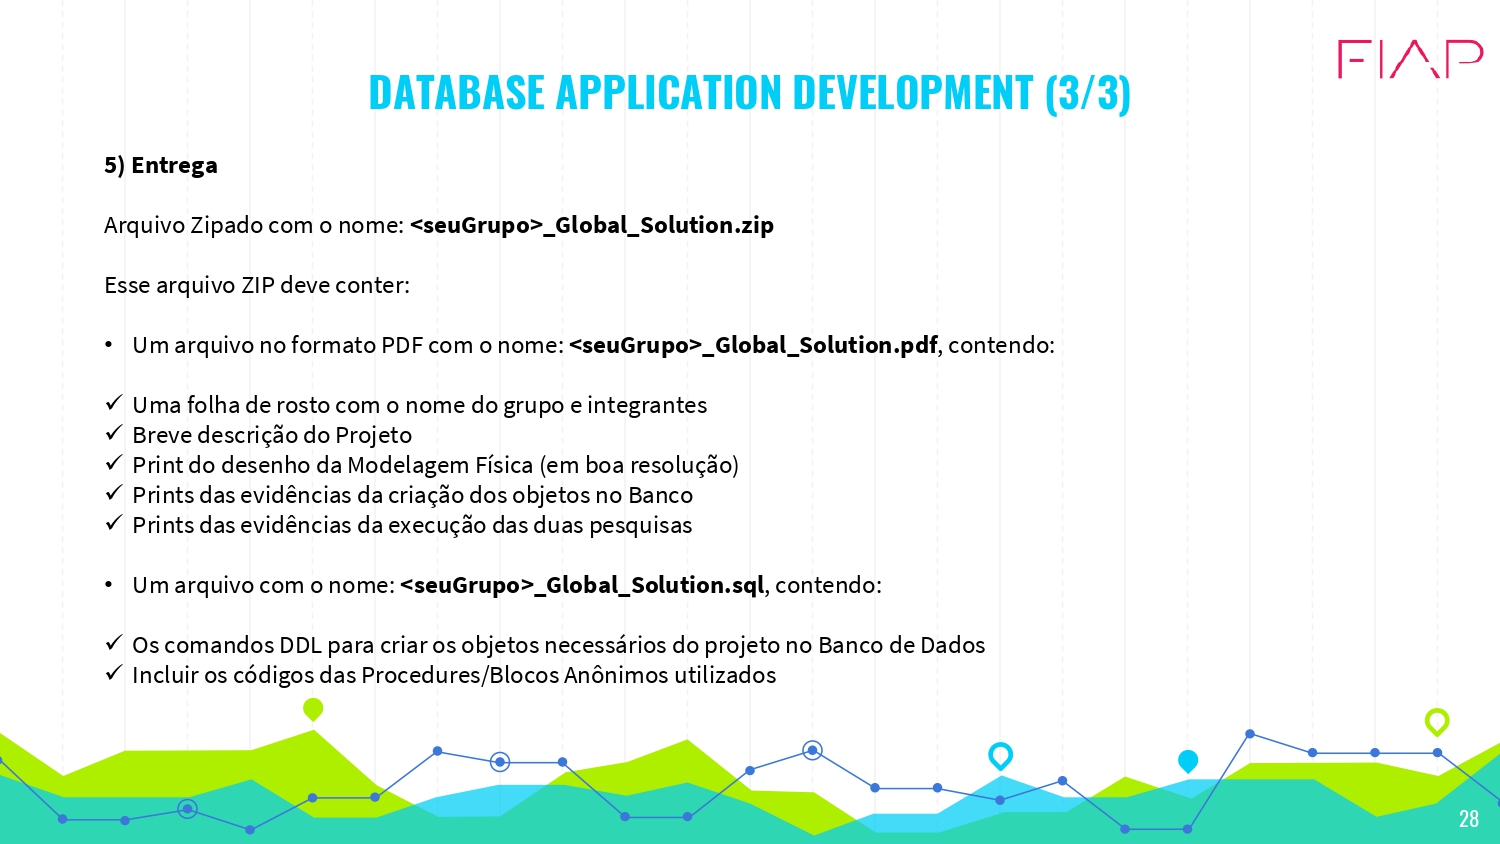 FIAP
DATABASE APPLICATION DEVELOPMENT (3/3)
5) Entrega
Arquivo Zipado com o nome: <seuGrupo>_Global_Solution.zip
Esse arquivo ZIP deve conter:
• Um arquivo no formato PDF com o nome: <seuGrupo>_Global_Solution.pdf, contendo:
✓ Uma folha de rosto com o nome do grupo e integrantes
✓ Breve descrição do Projeto
✓ Print do desenho da Modelagem Física (em boa resolução)
✓ Prints das evidências da criação dos objetos no Banco
✓ Prints das evidências da execução das duas pesquisas
• Um arquivo com o nome: <seuGrupo>_Global_Solution.sql, contendo:
✓ Os comandos DDL para criar os objetos necessários do projeto no Banco de Dados
✓ Incluir os códigos das Procedures/Blocos Anônimos utilizados
28